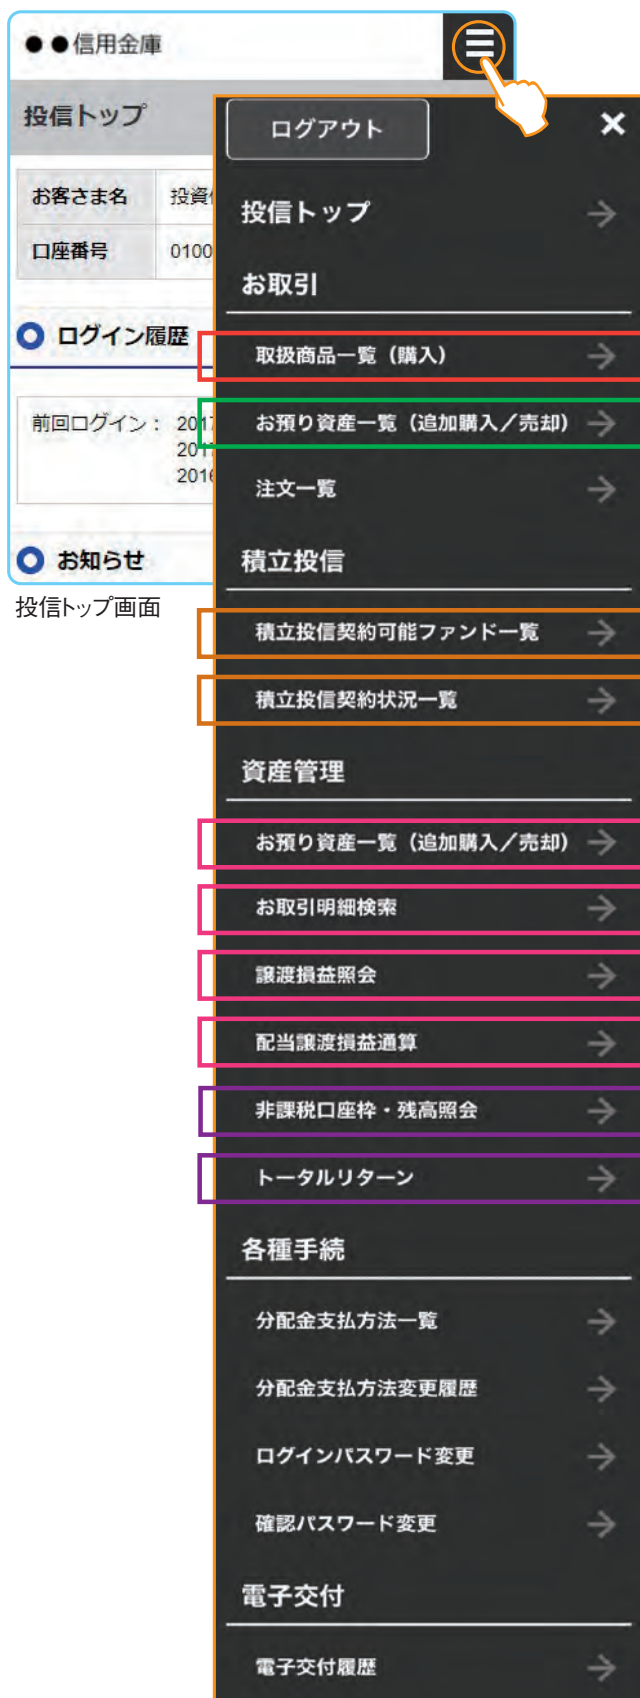 ●●信用金庫
投信トップ
お客さま名 投資
口座番号 0100
ログイン履歴
前回ログイン： 201
201
2016
お知らせ
投信トップ画面
ログアウト
投信トップ
お取引
取扱商品一覧（購入）
お預り資産一覧（追加購入／売却）
注文一覧
積立投信
積立投信契約可能ファンド一覧
積立投信契約状況一覧
資産管理
お預り資産一覧（追加購入／売却）
お取引明細検索
譲渡損益照会
配当譲渡損益通算
非課税口座枠・残高照会
トータルリターン
各種手続
分配金支払方法一覧
分配金支払方法変更履歴
ログインパスワード変更
確認パスワード変更
電子交付
電子交付履歴